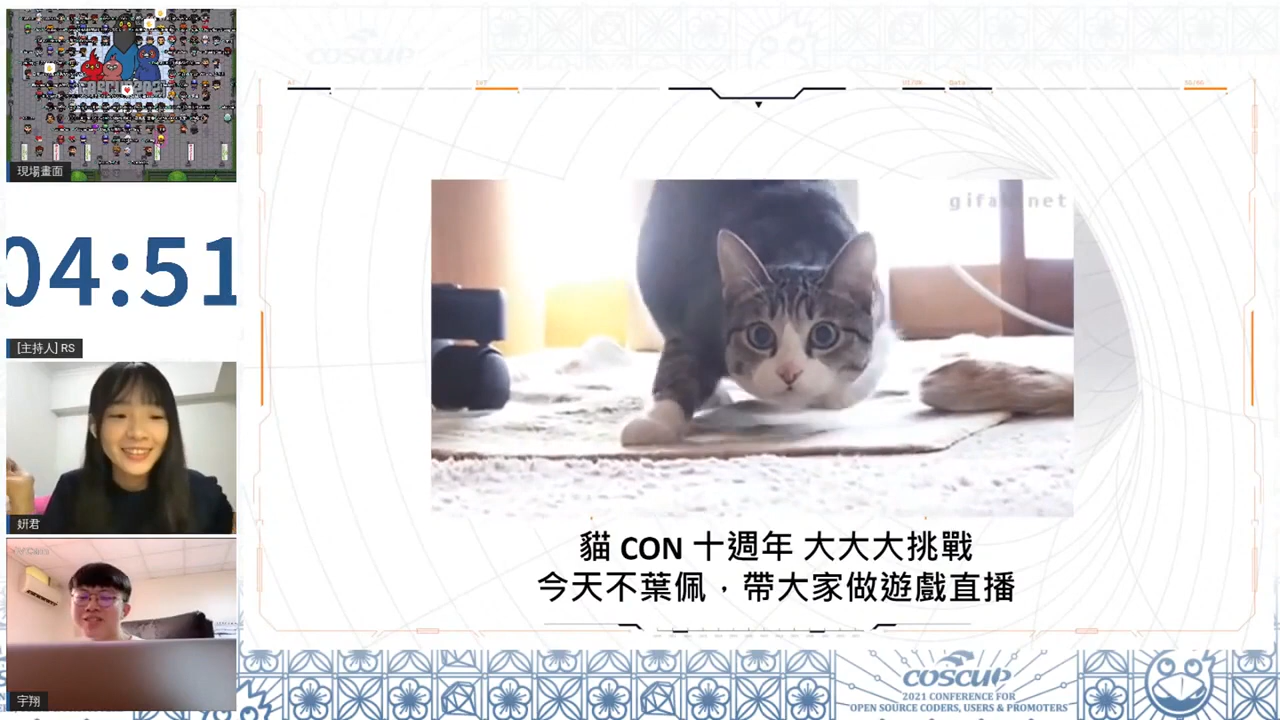 現場畫面
04:51
[主持人] RS
妍君
宇翔
貓 CON 十週年 大大大挑戰
今天不葉佩，帶大家做遊戲直播
COSCUP
2021 CONFERENCE FOR
OPEN SOURCE CODERS, USERS & PROMOTERS